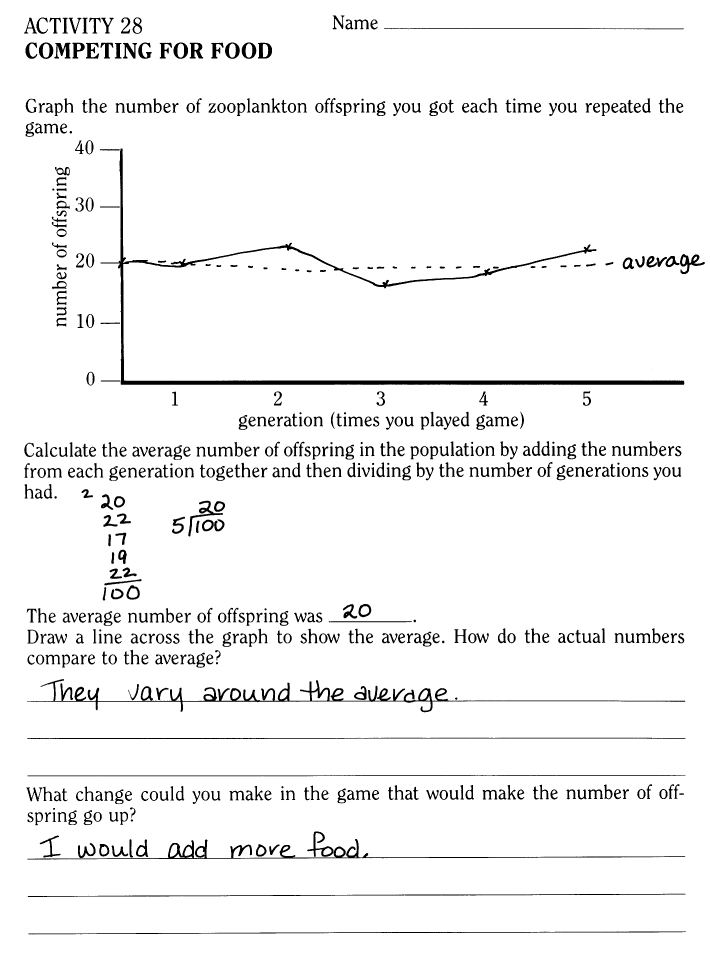 ACTIVITY 28
Name
COMPETING FOR FOOD
Graph the number of zooplankton offspring you got each time you repeated the
game.
number of offspring
40
30
20
10
0
average
1 2 3 4 5
generation (times you played game)
Calculate the average number of offspring in the population by adding the numbers
from each generation together and then dividing by the number of generations you
had.
2
20
22
17
19
22
100
20
5)100
The average number of offspring was 20.
Draw a line across the graph to show the average. How do the actual numbers
compare to the average?
They vary around the average.
What change could you make in the game that would make the number of off-
spring go up?
I would add more food.